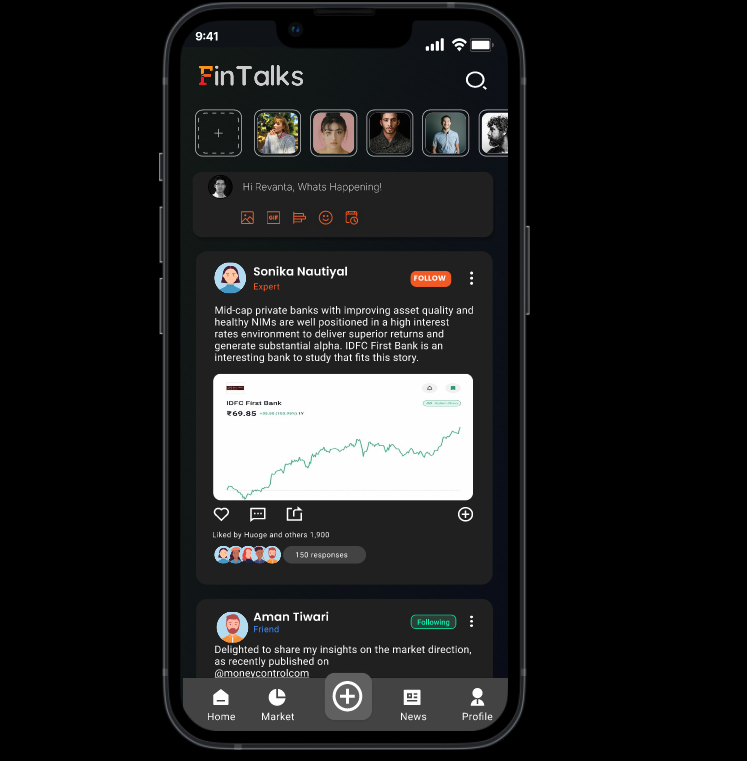 9:41
FinTalks
Hi Revanta, Whats Happening!
GIF
Sonika Nautiyal
FOLLOW
Expert
Mid-cap private banks with improving asset quality and
healthy NIMs are well positioned in a high interest
rates environment to deliver superior returns and
generate substantial alpha. IDFC First Bank is an
interesting bank to study that fits this story.
IDFC First Bank
₹69.85
1Y
Liked by Huoge and others 1,900
150 responses
Aman Tiwari
Following
Friend
Delighted to share my insights on the market direction,
as recently published on
@moneycontrolcom
Home
Market
News
Profile